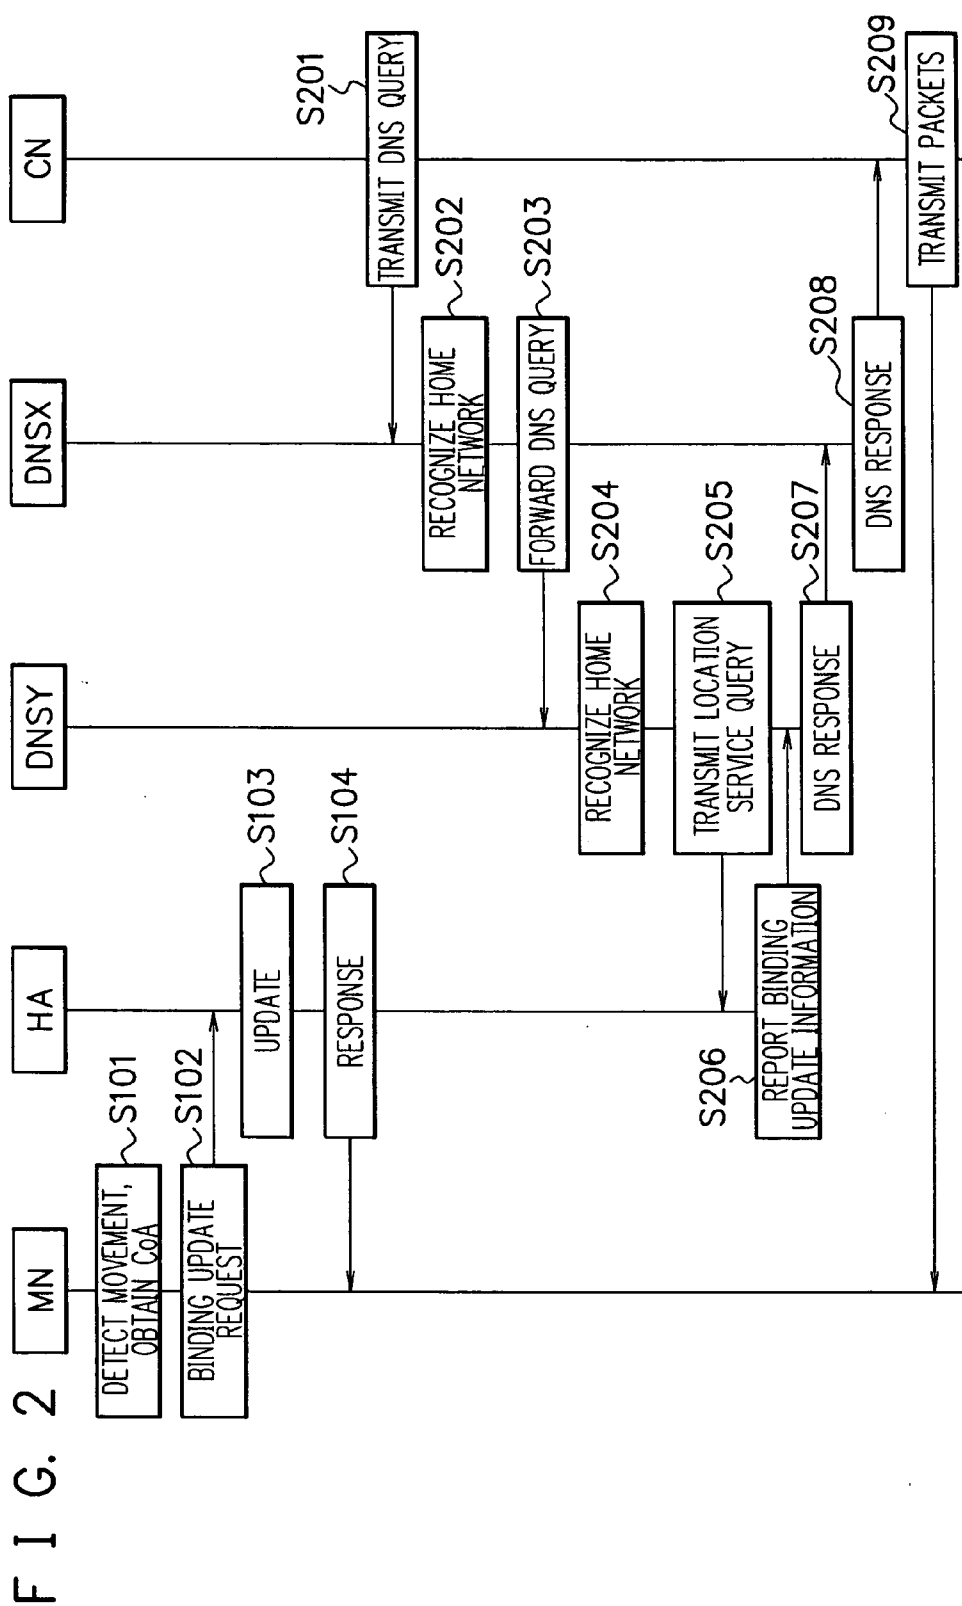 FIG. 2
MN
HA
DNSY
DNSX
CN
DETECT MOVEMENT,
OBTAIN CoA
S101
BINDING UPDATE
REQUEST
S102
UPDATE
S103
RESPONSE
S104
TRANSMIT DNS QUERY
S201
RECOGNIZE HOME
NETWORK
S202
FORWARD DNS QUERY
S203
RECOGNIZE HOME
NETWORK
S204
TRANSMIT LOCATION
SERVICE QUERY
S205
REPORT BINDING
UPDATE INFORMATION
S206
DNS RESPONSE
S207
DNS RESPONSE
S208
TRANSMIT PACKETS
S209